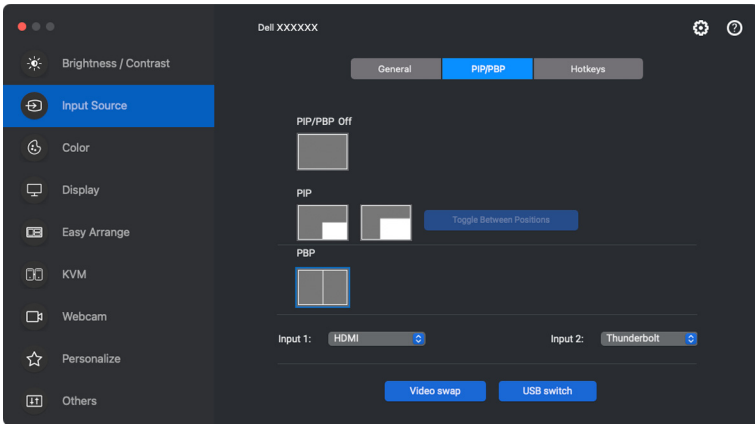 Dell XXXXXX
Brightness / Contrast
Input Source
Color
Display
Easy Arrange
KVM
Webcam
Personalize
Others
General
PIP/PBP
Hotkeys
PIP/PBP Off
PIP
Toggle Between Positions
PBP
Input 1:
HDMI
Input 2:
Thunderbolt
Video swap
USB switch